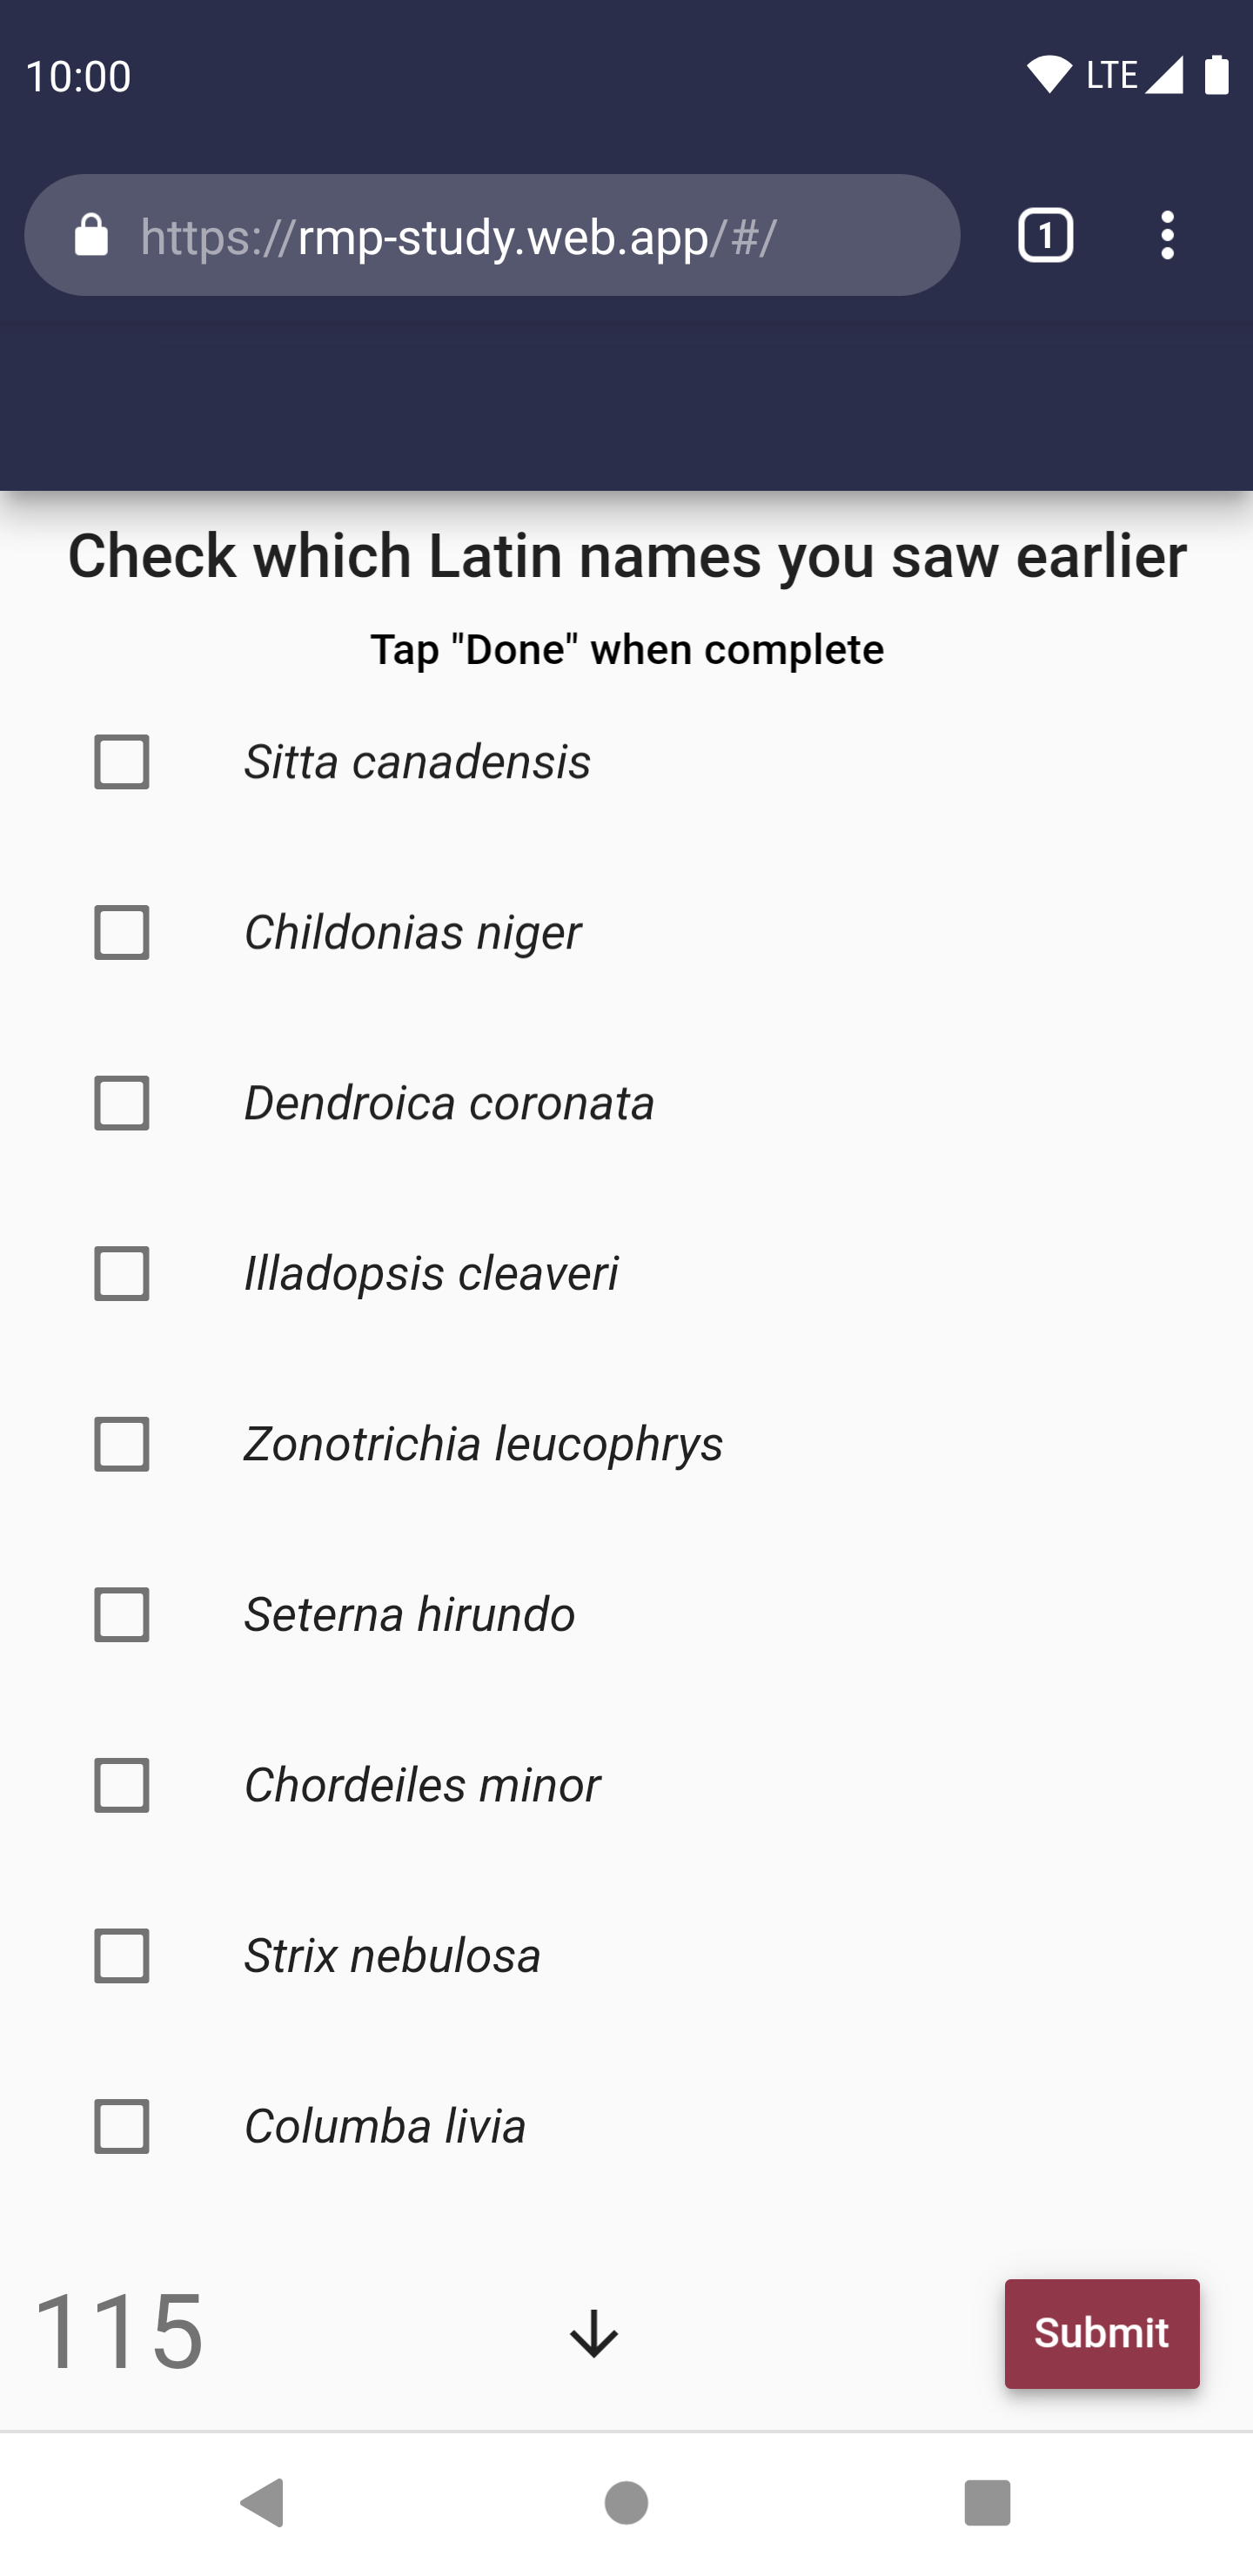 10:00
LTE
https://rmp-study.web.app/#/
1
Check which Latin names you saw earlier
Tap "Done" when complete
Sitta canadensis
Childonias niger
Dendroica coronata
Illadopsis cleaveri
Zonotrichia leucophrys
Seterna hirundo
Chordeiles minor
Strix nebulosa
Columba livia
115
Submit